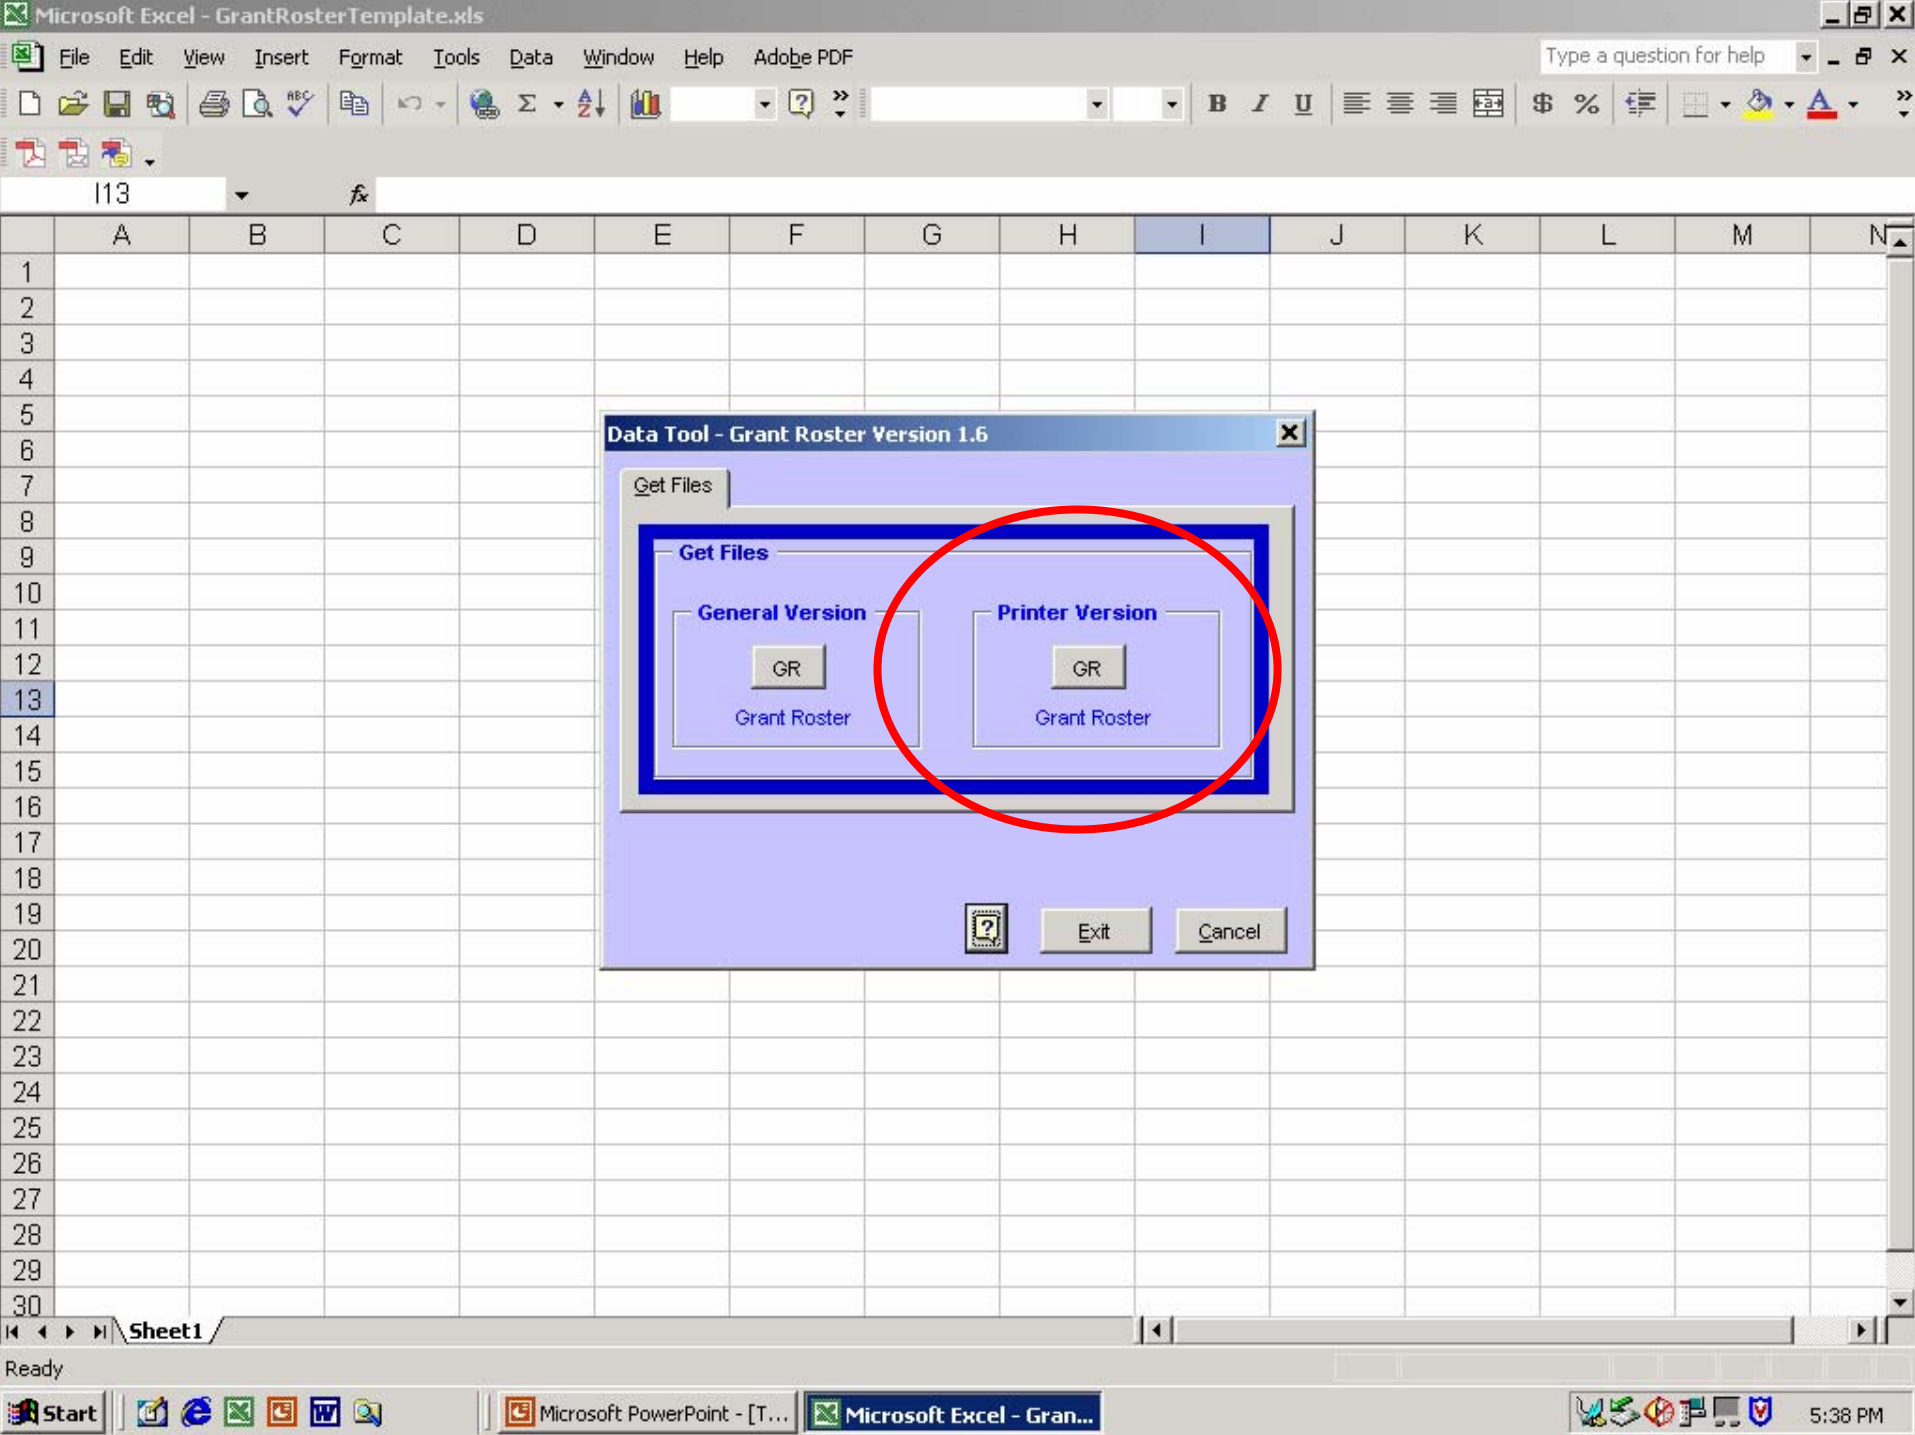 Microsoft Excel - GrantRosterTemplate.xls
File Edit View Insert Format Tools Data Window Help Adobe PDF
Type a question for help
ABC Σ A Z ? » B I U a $ % A »
I13 fx
A B C D E F G H I J K L M N
1
2
3
4
5
6
7
8
9
10
11
12
13
14
15
16
17
18
19
20
21
22
23
24
25
26
27
28
29
30
Data Tool - Grant Roster Version 1.6
Get Files
Get Files
General Version Printer Version
GR GR
Grant Roster Grant Roster
? Exit Cancel
Sheet1
Ready
Start Microsoft PowerPoint - [T... Microsoft Excel - Gran... 5:38 PM